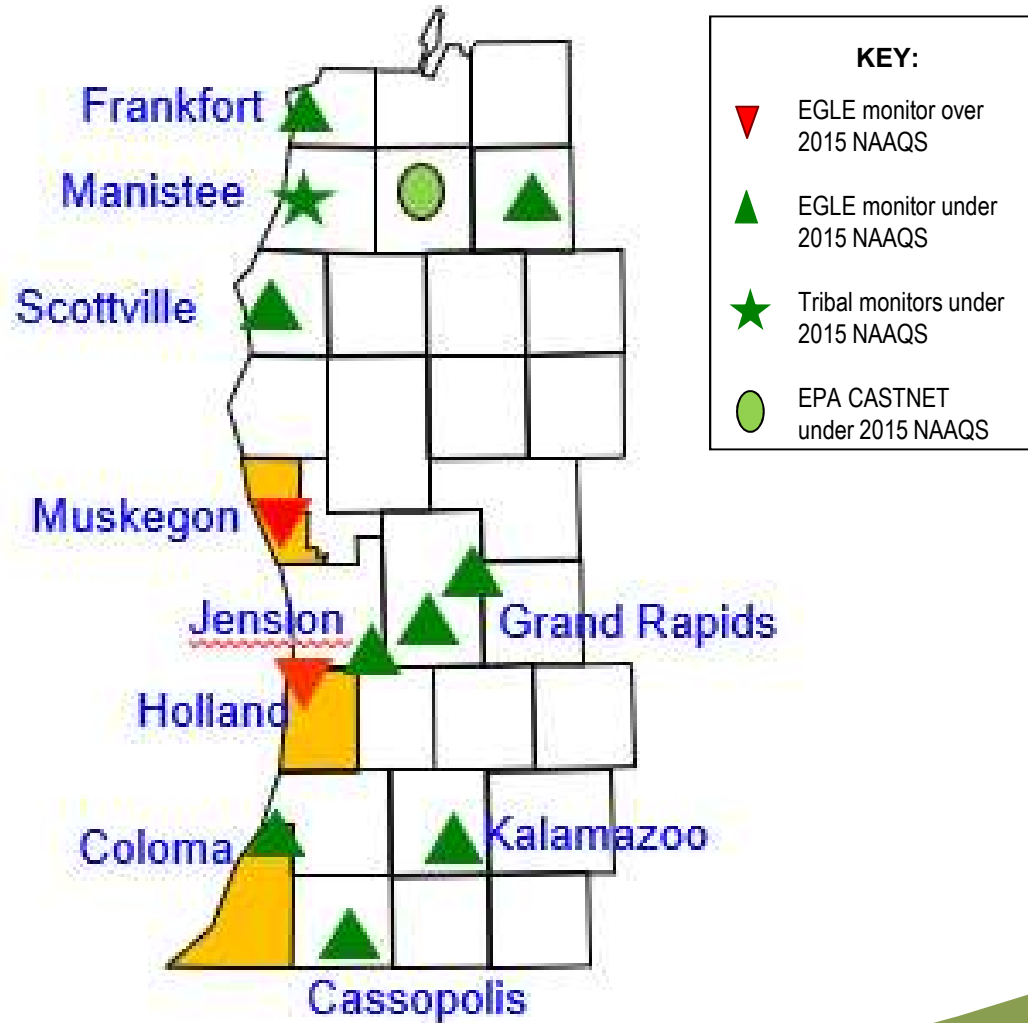 Frankfort
Manistee
Scottville
Muskegon
Jension
Grand Rapids
Holland
Coloma
Kalamazoo
Cassopolis
KEY:
EGLE monitor over
2015 NAAQS
EGLE monitor under
2015 NAAQS
Tribal monitors under
2015 NAAQS
EPA CASTNET
under 2015 NAAQS